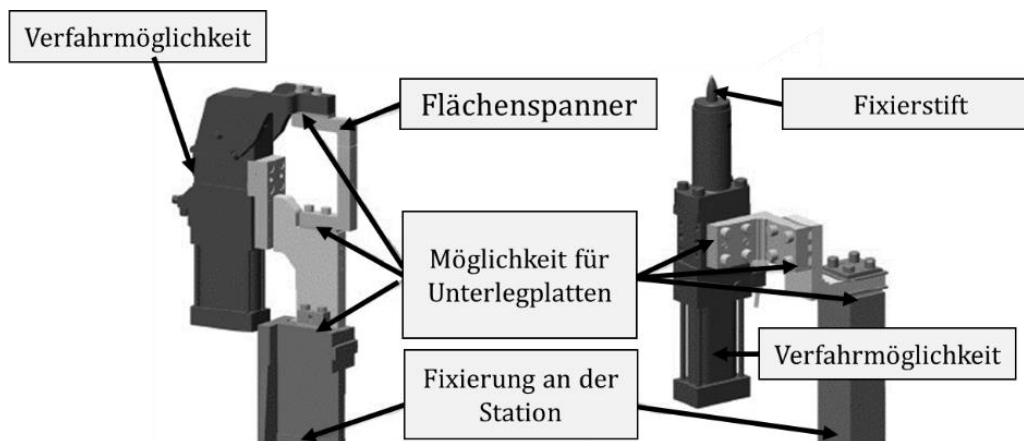 Verfahrmöglichkeit
Flächenspanner
Fixierstift
Möglichkeit für
Unterlegplatten
Verfahrmöglichkeit
Fixierung an der
Station